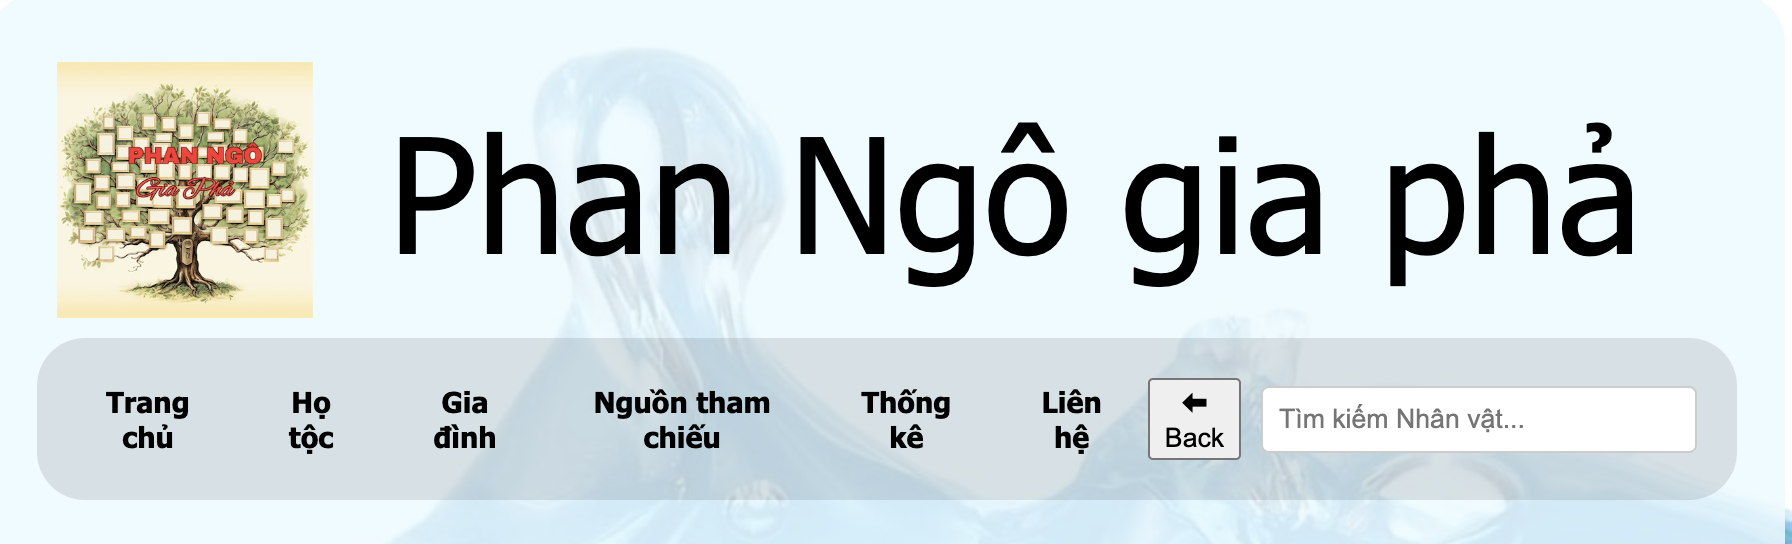 PHAN NGÔ
Gia Phả
Phan Ngô gia phả
Trang chủ
Họ tộc
Gia đình
Nguồn tham chiếu
Thống kê
Liên hệ
⬅ Back
Tìm kiếm Nhân vật...